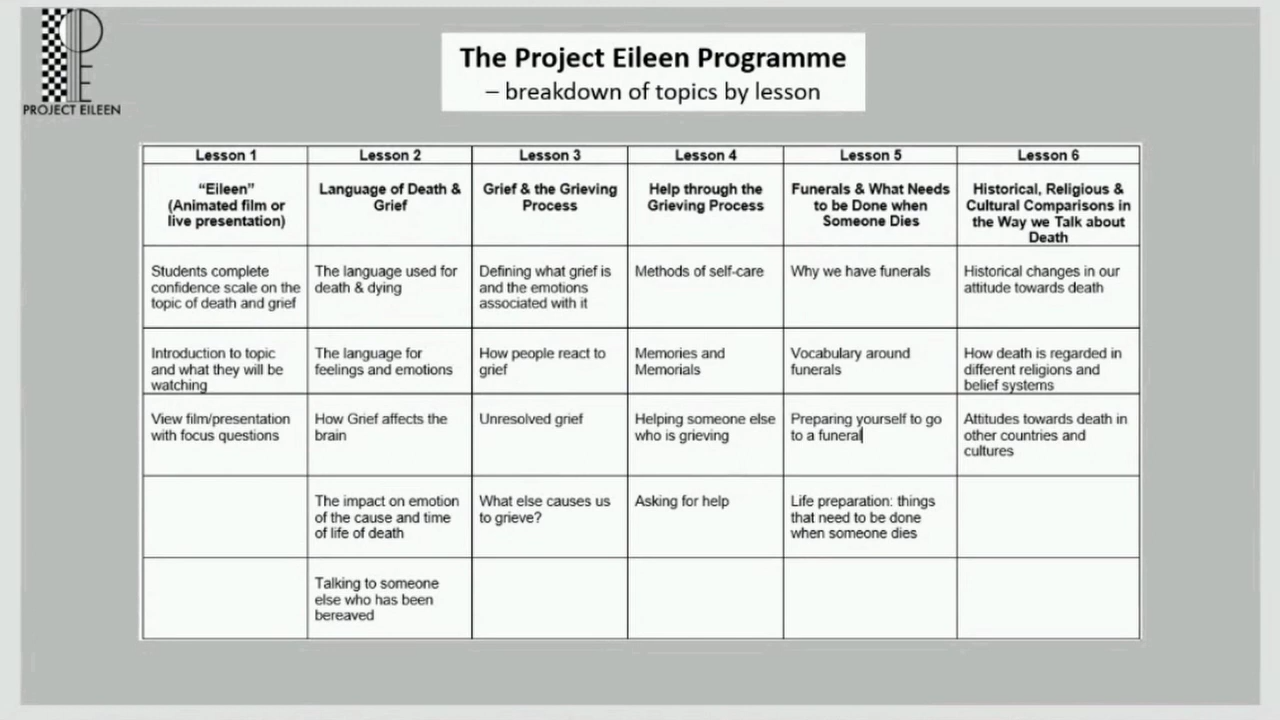 PROJECT EILEEN
The Project Eileen Programme
– breakdown of topics by lesson
Lesson 1
Lesson 2
Lesson 3
Lesson 4
Lesson 5
Lesson 6
“Eileen”
(Animated film or
live presentation)
Language of Death &
Grief
Grief & the Grieving
Process
Help through the
Grieving Process
Funerals & What Needs
to be Done when
Someone Dies
Historical, Religious &
Cultural Comparisons in
the Way we Talk about
Death
Students complete
confidence scale on the
topic of death and grief
The language used for
death & dying
Defining what grief is
and the emotions
associated with it
Methods of self-care
Why we have funerals
Historical changes in our
attitude towards death
Introduction to topic
and what they will be
watching
The language for
feelings and emotions
How people react to
grief
Memories and
Memorials
Vocabulary around
funerals
How death is regarded in
different religions and
belief systems
View film/presentation
with focus questions
How Grief affects the
brain
Unresolved grief
Helping someone else
who is grieving
Preparing yourself to go
to a funeral
Attitudes towards death in
other countries and
cultures
The impact on emotion
of the cause and time
of life of death
What else causes us
to grieve?
Asking for help
Life preparation: things
that need to be done
when someone dies
Talking to someone
else who has been
bereaved